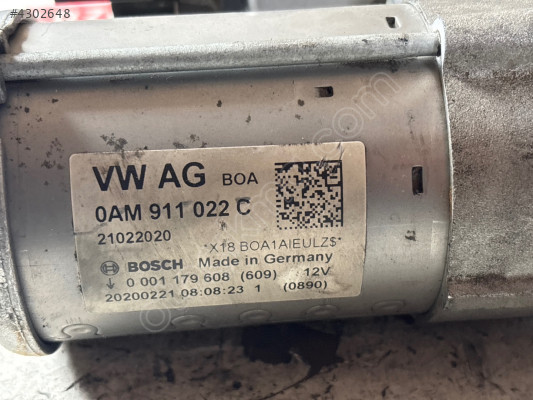 #4302648
VW AG BOA
0AM 911 022 C
21022020
*X18 BOA1AIEULZ$*
BOSCH Made in Germany
0 001 179 608 (609) 12V
20200221 08:08:23 1 (0890)